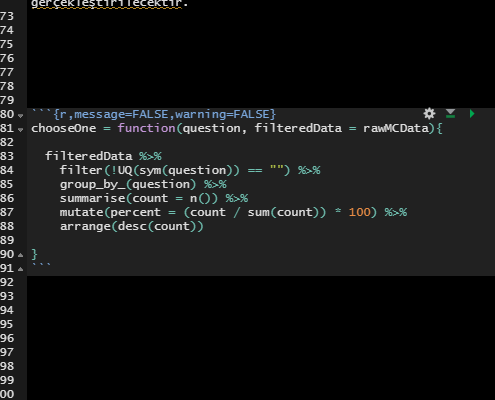 gerçekleştirilecektir.
73
74
75
76
77
78
79
80 ```{r,message=FALSE,warning=FALSE}
81 chooseOne = function(question, filteredData = rawMCData){
82
83   filteredData %>%
84     filter(!UQ(sym(question)) == "") %>%
85     group_by_(question) %>%
86     summarise(count = n()) %>%
87     mutate(percent = (count / sum(count)) * 100) %>%
88     arrange(desc(count))
89
90 }
91 ```
92
93
94
95
96
97
98
99
00